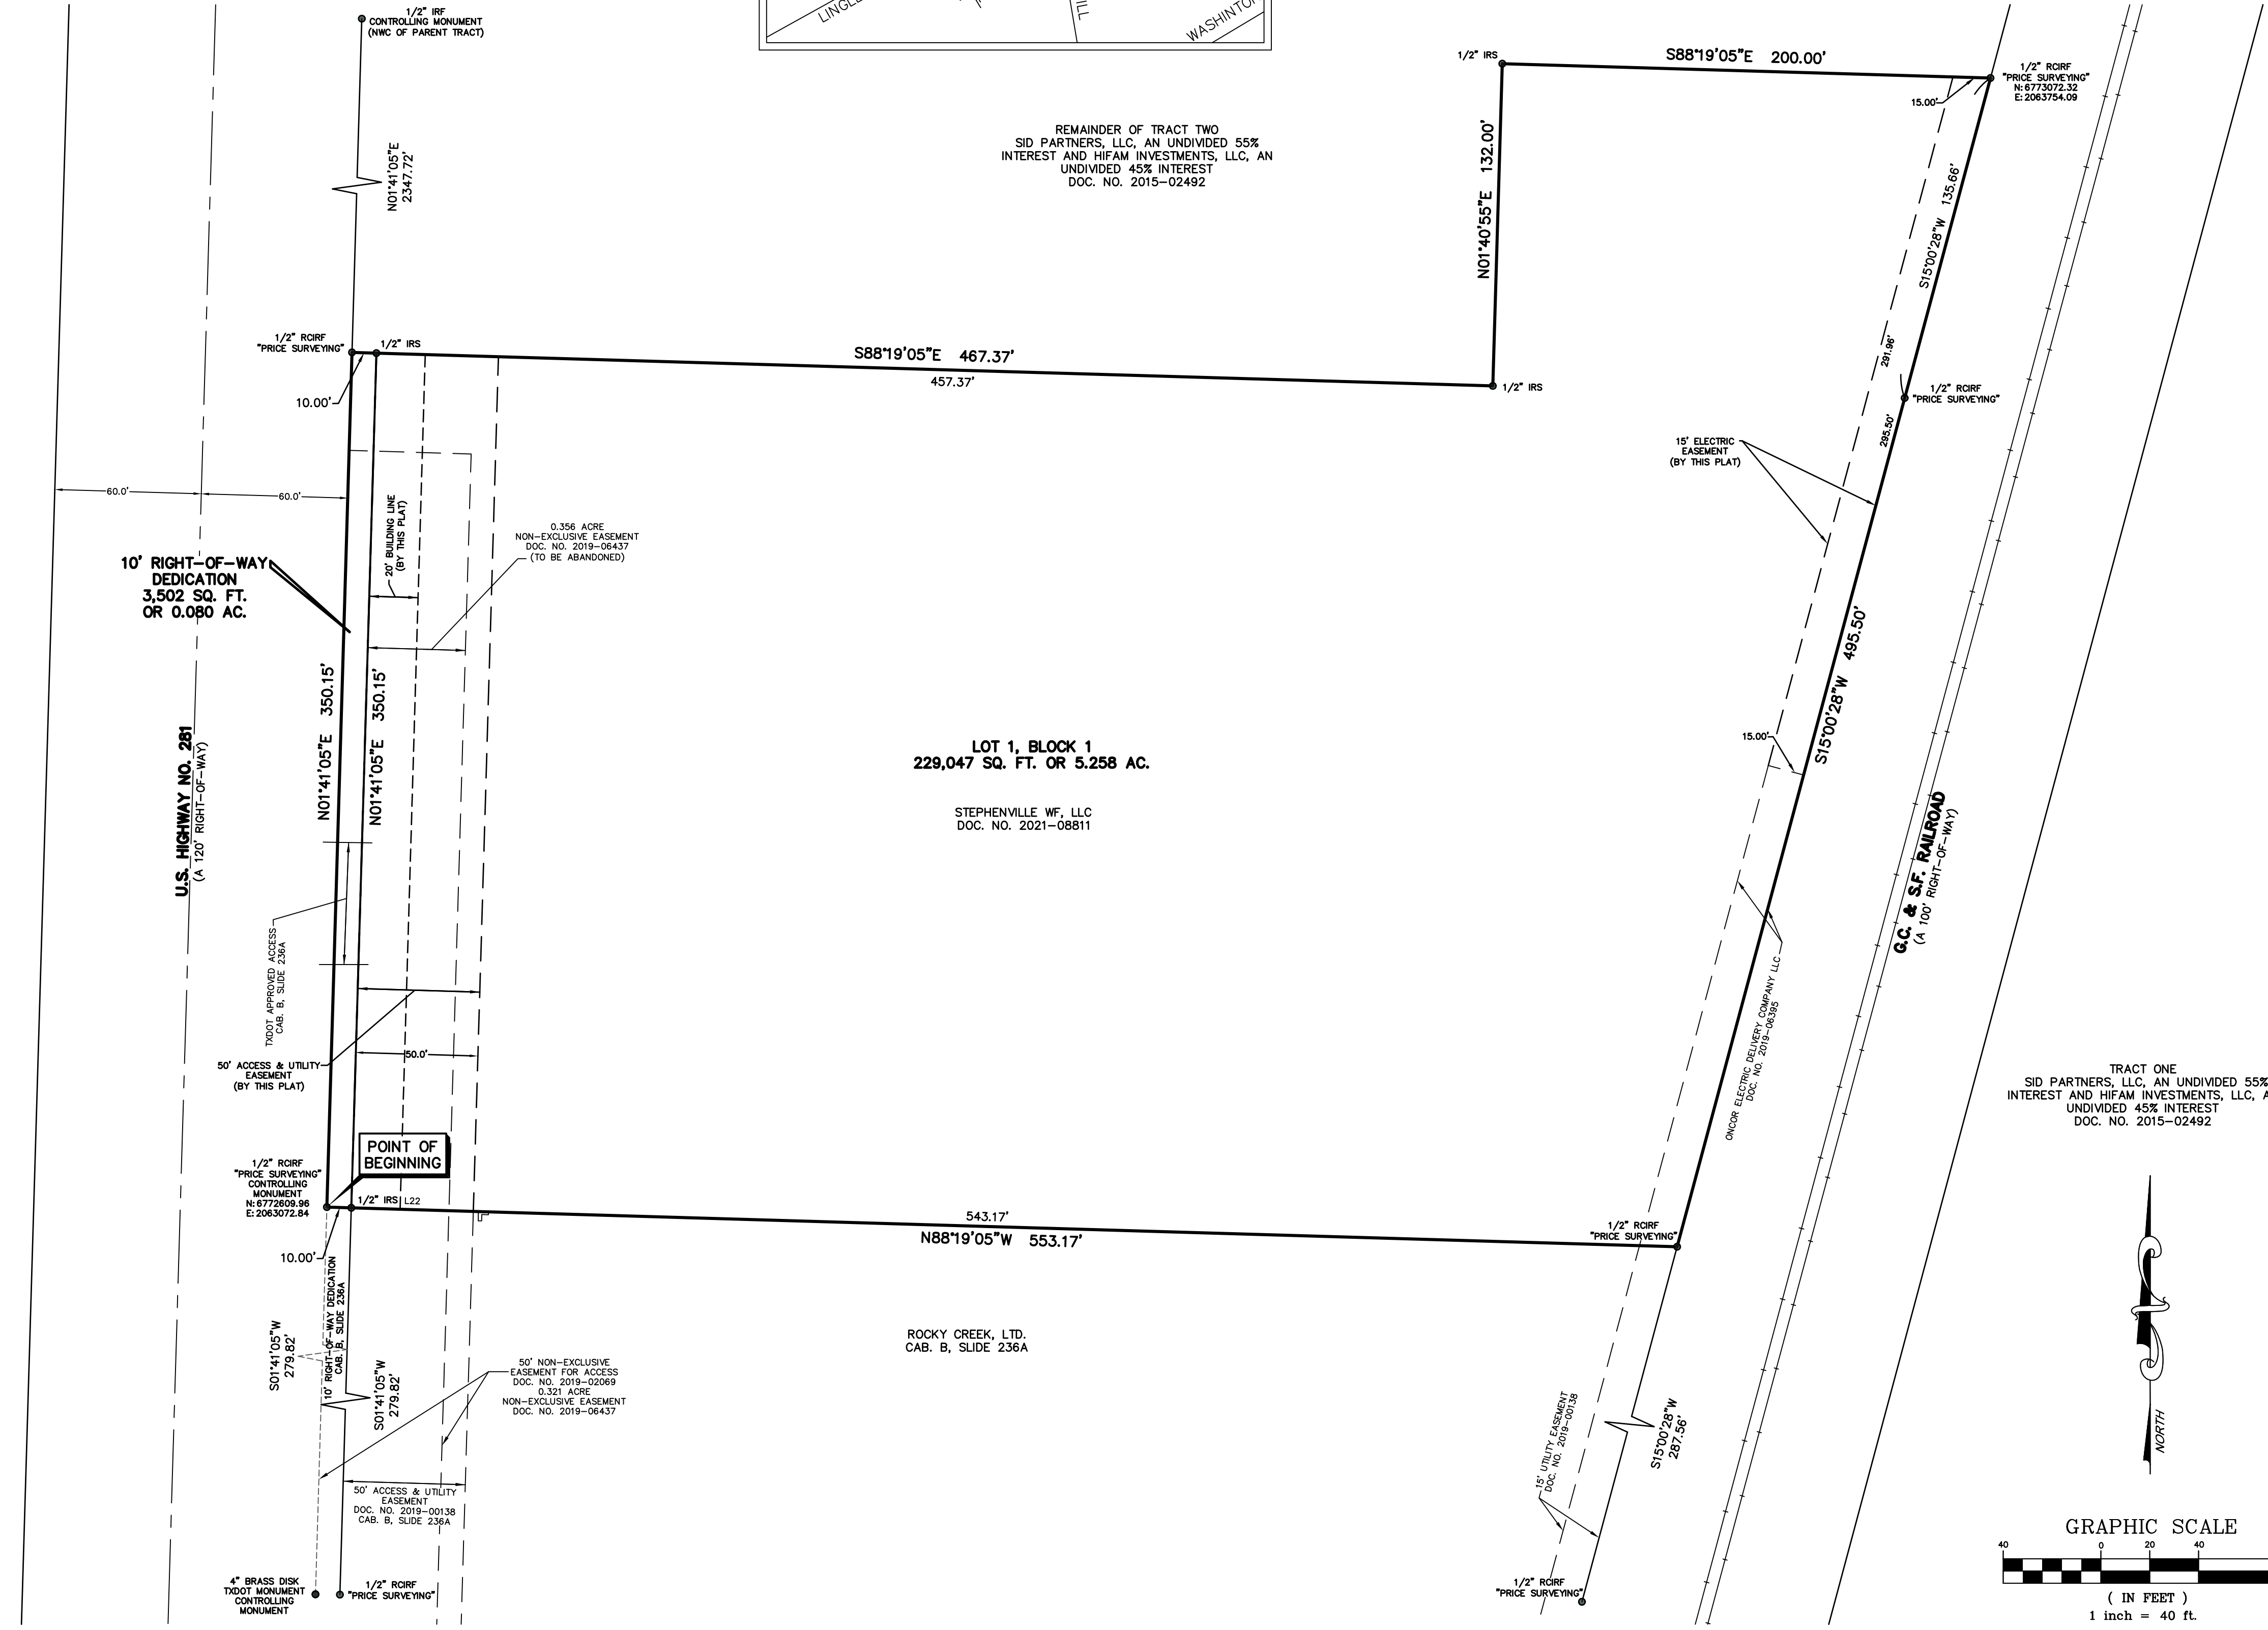 1/2" IRF
CONTROLLING MONUMENT
(NWC OF PARENT TRACT)
ILL
N01°41'05"E
2347.72'
REMAINDER OF TRACT TWO
SID PARTNERS, LLC, AN UNDIVIDED 55%
INTEREST AND HIFAM INVESTMENTS, LLC, AN
UNDIVIDED 45% INTEREST
DOC. NO. 2015-02492
1/2" IRS
S88°19'05"E 200.00'
1/2" RCIRF
"PRICE SURVEYING"
N: 6773072.32
E: 2063754.09
15.00'
N01°40'55"E 132.00'
S15°00'28"W 135.66'
291.96'
1/2" RCIRF
"PRICE SURVEYING"
295.50'
1/2" RCIRF
"PRICE SURVEYING"
1/2" IRS
10.00'
S88°19'05"E 467.37'
457.37'
1/2" IRS
15' ELECTRIC
EASEMENT
(BY THIS PLAT)
60.0'
60.0'
20' BUILDING LINE
(BY THIS PLAT)
0.356 ACRE
NON-EXCLUSIVE EASEMENT
DOC. NO. 2019-06437
(TO BE ABANDONED)
10' RIGHT-OF-WAY
DEDICATION
3,502 SQ. FT.
OR 0.080 AC.
N01°41'05"E 350.15'
N01°41'05"E 350.15'
U.S. HIGHWAY NO. 281
(A 120' RIGHT-OF-WAY)
LOT 1, BLOCK 1
229,047 SQ. FT. OR 5.258 AC.
STEPHENVILLE WF, LLC
DOC. NO. 2021-08811
S15°00'28"W 495.50'
15.00'
G.C. & S.F. RAILROAD
(A 100' RIGHT-OF-WAY)
TXDOT APPROVED ACCESS
CAB. B, SLIDE 236A
ONCOR ELECTRIC DELIVERY COMPANY LLC
DOC. NO. 2019-06395
50' ACCESS & UTILITY
EASEMENT
(BY THIS PLAT)
50.0'
TRACT ONE
SID PARTNERS, LLC, AN UNDIVIDED 55%
INTEREST AND HIFAM INVESTMENTS, LLC, A
UNDIVIDED 45% INTEREST
DOC. NO. 2015-02492
POINT OF
BEGINNING
1/2" RCIRF
"PRICE SURVEYING"
CONTROLLING
MONUMENT
N: 6772609.96
E: 2063072.84
1/2" IRS
L22
10.00'
543.17'
N88°19'05"W 553.17'
1/2" RCIRF
"PRICE SURVEYING"
10' RIGHT-OF-WAY DEDICATION
CAB. B, SLIDE 236A
S01°41'05"W
279.82'
S01°41'05"W
279.82'
ROCKY CREEK, LTD.
CAB. B, SLIDE 236A
50' NON-EXCLUSIVE
EASEMENT FOR ACCESS
DOC. NO. 2019-02069
0.321 ACRE
NON-EXCLUSIVE EASEMENT
DOC. NO. 2019-06437
50' ACCESS & UTILITY
EASEMENT
DOC. NO. 2019-00138
CAB. B, SLIDE 236A
15' UTILITY EASEMENT
DOC. NO. 2019-00138
S15°00'28"W
287.56'
4" BRASS DISK
TXDOT MONUMENT
CONTROLLING
MONUMENT
1/2" RCIRF
"PRICE SURVEYING"
1/2" RCIRF
"PRICE SURVEYING"
NORTH
GRAPHIC SCALE
40 0 20 40
( IN FEET )
1 inch = 40 ft.